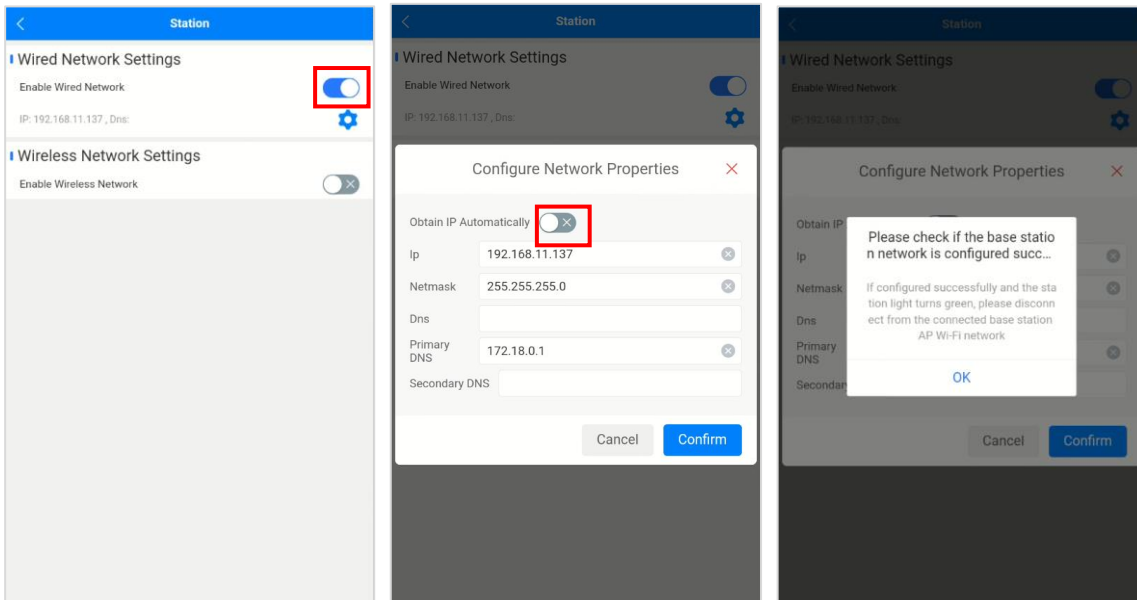 Station
Wired Network Settings
Enable Wired Network
IP: 192.168.11.137 , Dns:
Wireless Network Settings
Enable Wireless Network
Station
Wired Network Settings
Enable Wired Network
IP: 192.168.11.137 , Dns:
Configure Network Properties
Obtain IP Automatically
Ip 192.168.11.137
Netmask 255.255.255.0
Dns
Primary
DNS
172.18.0.1
Secondary DNS
Cancel Confirm
Station
Wired Network Settings
Enable Wired Network
IP: 192.168.11.137 , Dns:
Configure Network Properties
Obtain IP
Ip
Netmask
Dns
Primary
DNS
Secondary
Please check if the base statio
n network is configured succ...
If configured successfully and the sta
tion light turns green, please disconn
ect from the connected base station
AP Wi-Fi network
OK
Cancel Confirm